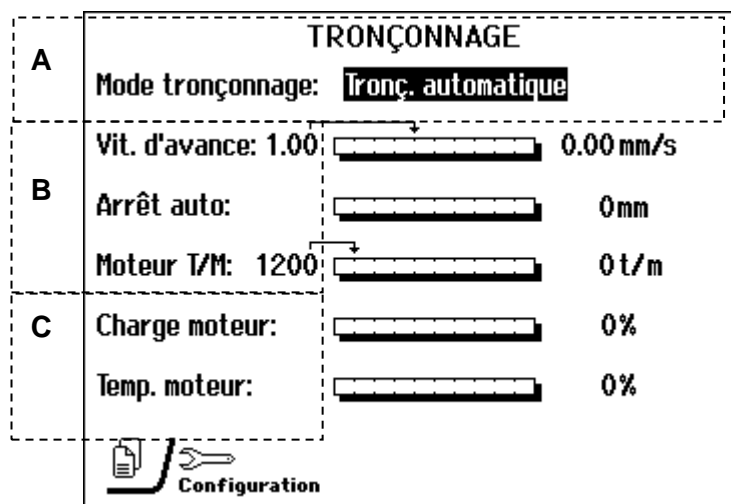 TRONÇONNAGE
A
Mode tronçonnage: Tronç. automatique
Vit. d'avance: 1.00 0.00 mm/s
B
Arrêt auto: 0 mm
Moteur T/M: 1200 0 t/m
C
Charge moteur: 0%
Temp. moteur: 0%
Configuration